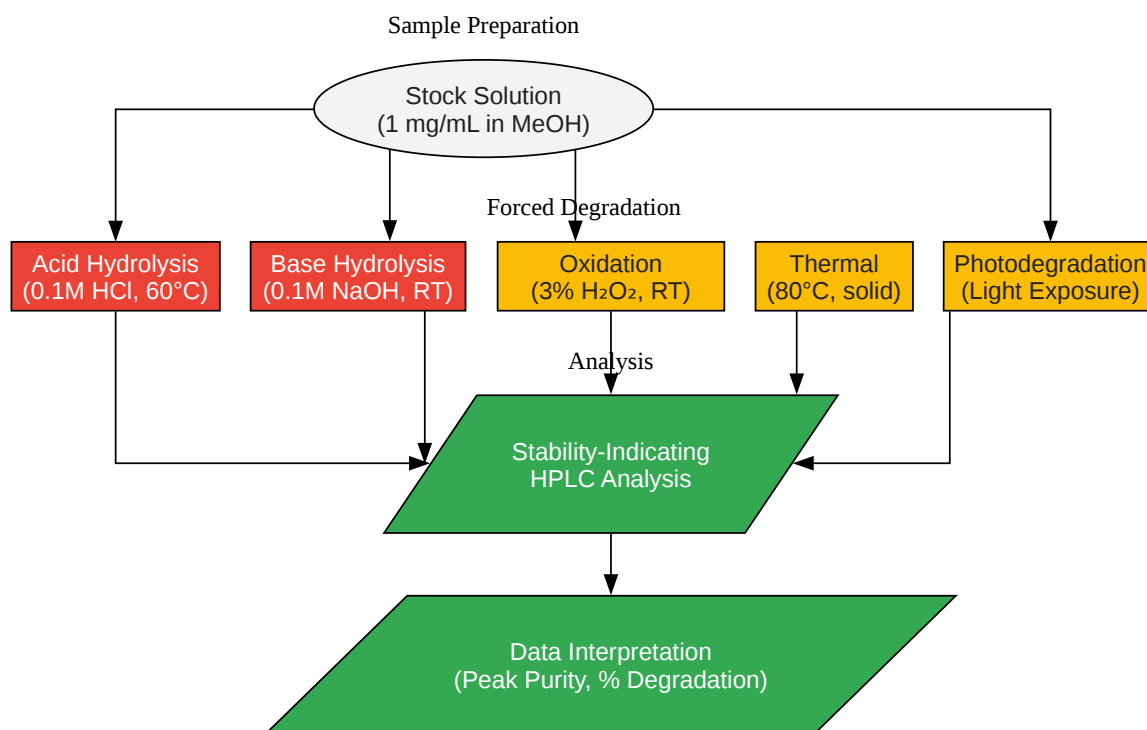 Sample Preparation
Stock Solution
(1 mg/mL in MeOH)
Forced Degradation
Acid Hydrolysis
(0.1M HCl, 60°C)
Base Hydrolysis
(0.1M NaOH, RT)
Oxidation
(3% H₂O₂, RT)
Thermal
(80°C, solid)
Photodegradation
(Light Exposure)
Analysis
Stability-Indicating
HPLC Analysis
Data Interpretation
(Peak Purity, % Degradation)